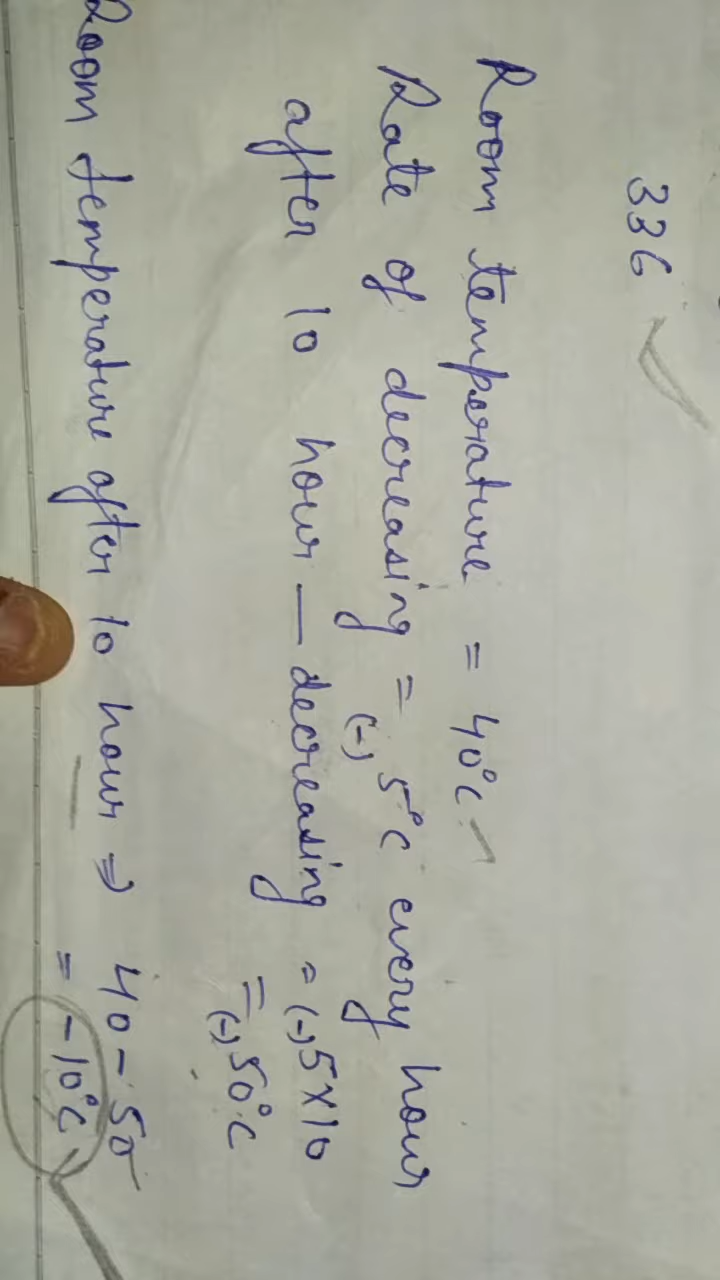 336
Room temperature = 40°C
Rate of decreasing = (-) 5°C every hour
after 10 hour — decreasing = (-) 5 × 10
= (-) 50°C
Room temperature after 10 hour ⇒ 40 - 50
= -10°C